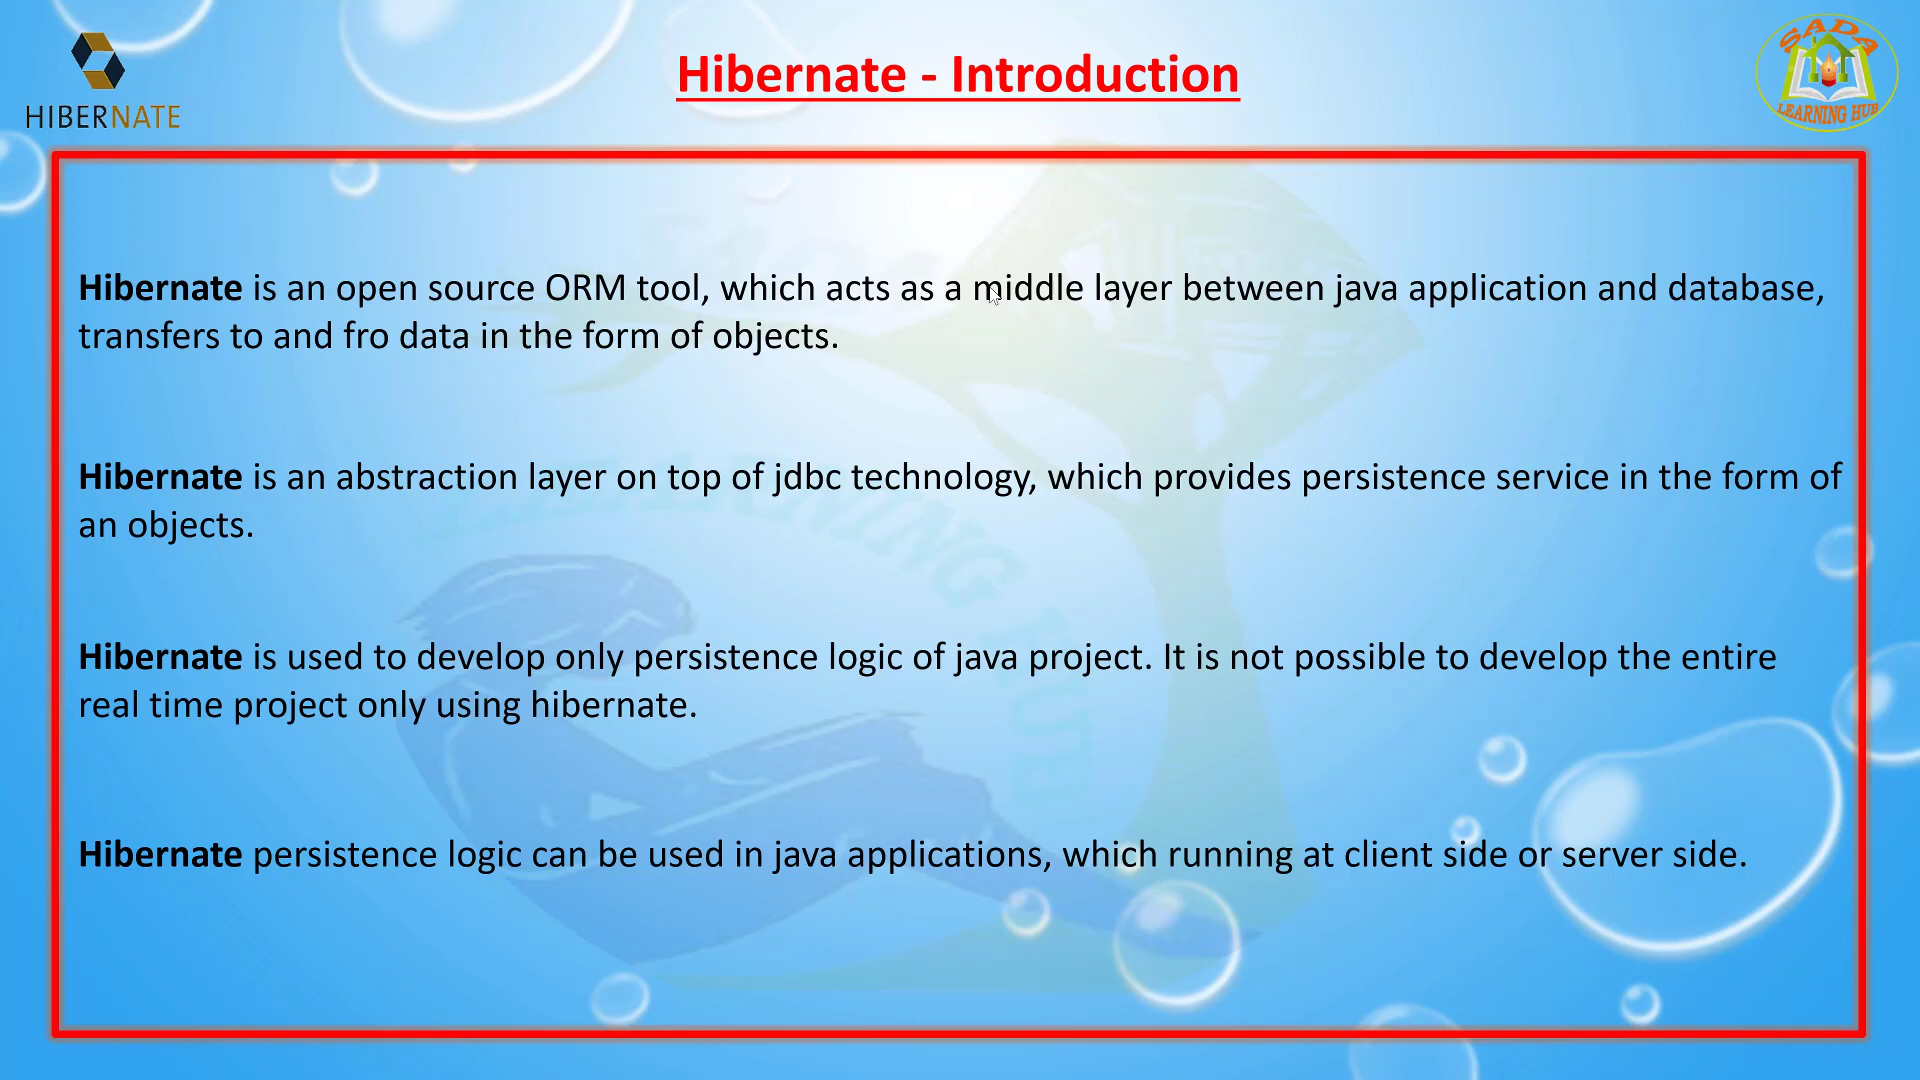 HIBERNATE
Hibernate - Introduction
SADA
LEARNING HUB
Hibernate is an open source ORM tool, which acts as a middle layer between java application and database,
transfers to and fro data in the form of objects.
Hibernate is an abstraction layer on top of jdbc technology, which provides persistence service in the form of
an objects.
Hibernate is used to develop only persistence logic of java project. It is not possible to develop the entire
real time project only using hibernate.
Hibernate persistence logic can be used in java applications, which running at client side or server side.
SADA
LEARNING HUB